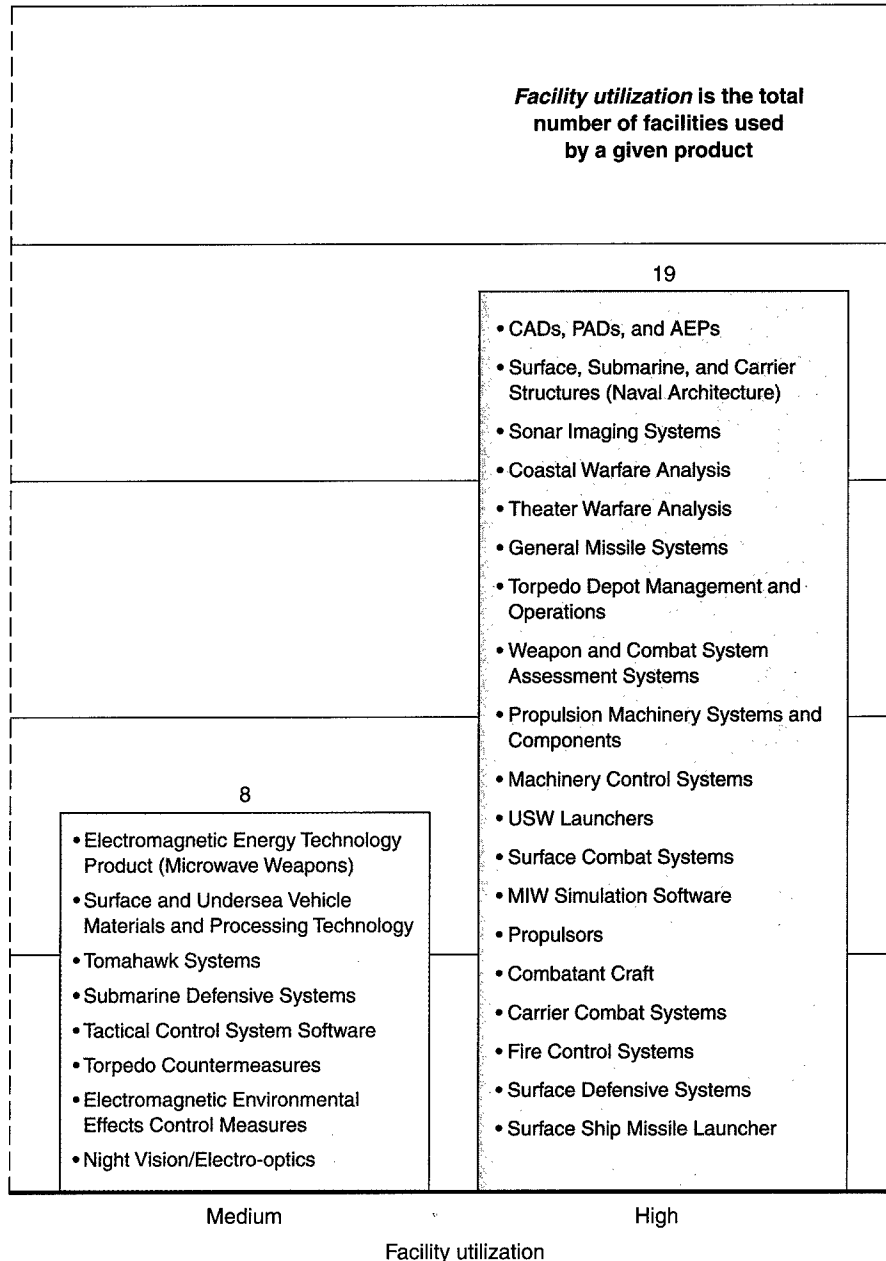 Facility utilization is the total
number of facilities used
by a given product
19
• CADs, PADs, and AEPs
• Surface, Submarine, and Carrier
Structures (Naval Architecture)
• Sonar Imaging Systems
• Coastal Warfare Analysis
• Theater Warfare Analysis
• General Missile Systems
• Torpedo Depot Management and
Operations
• Weapon and Combat System
Assessment Systems
• Propulsion Machinery Systems and
Components
• Machinery Control Systems
• USW Launchers
• Surface Combat Systems
• MIW Simulation Software
• Propulsors
• Combatant Craft
• Carrier Combat Systems
• Fire Control Systems
• Surface Defensive Systems
• Surface Ship Missile Launcher
8
• Electromagnetic Energy Technology
Product (Microwave Weapons)
• Surface and Undersea Vehicle
Materials and Processing Technology
• Tomahawk Systems
• Submarine Defensive Systems
• Tactical Control System Software
• Torpedo Countermeasures
• Electromagnetic Environmental
Effects Control Measures
• Night Vision/Electro-optics
Medium
High
Facility utilization